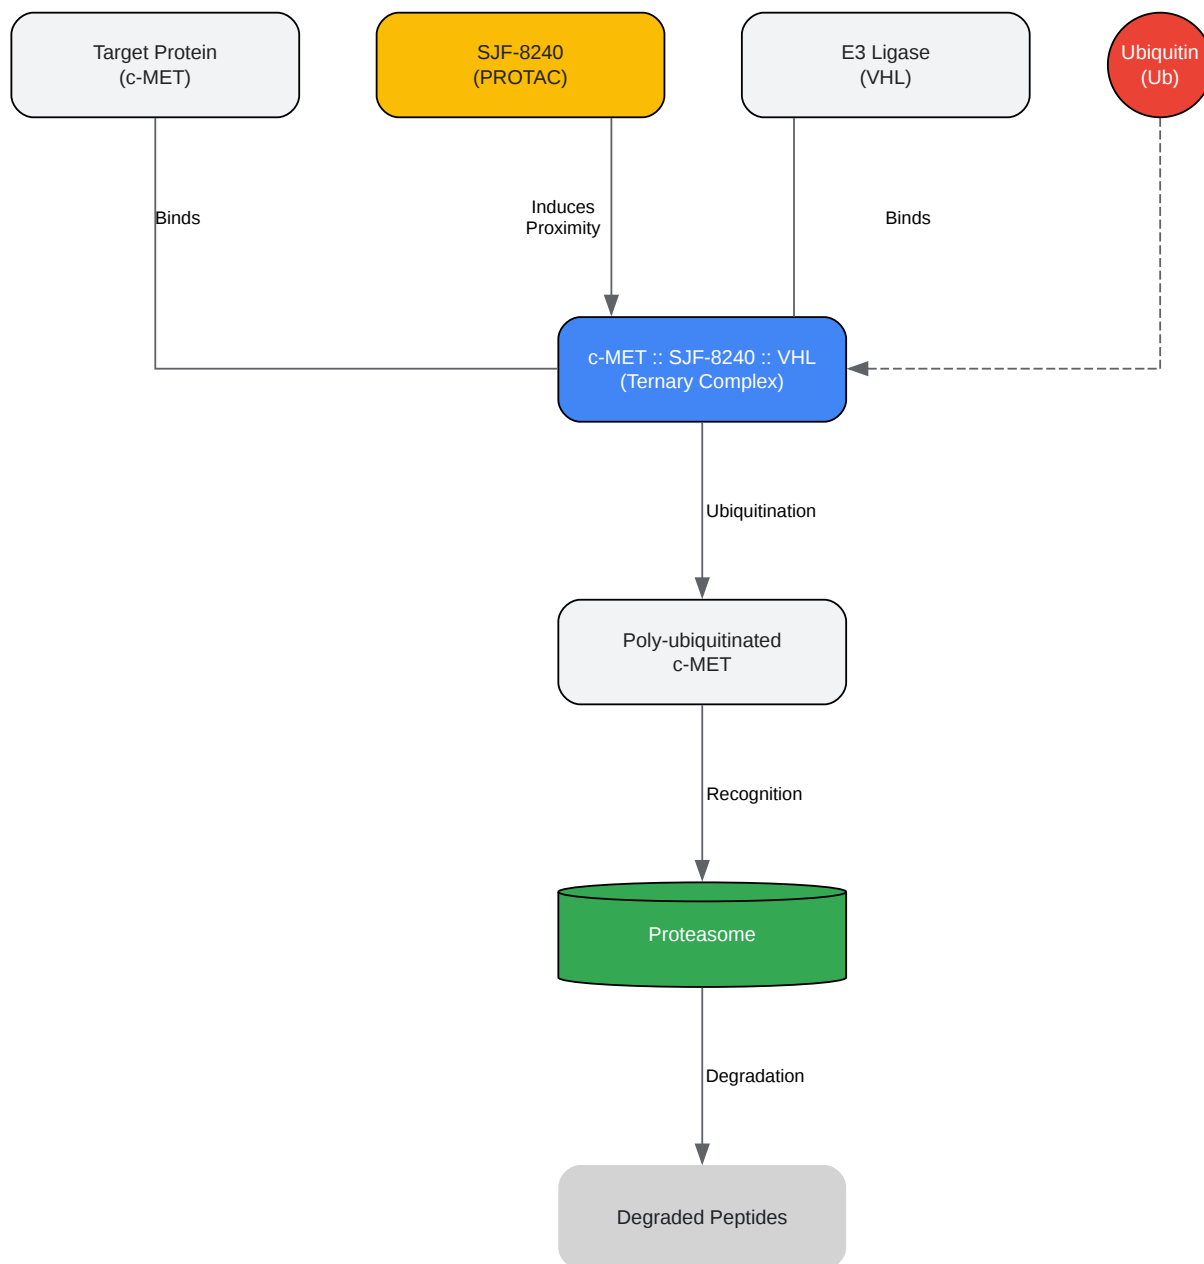 Target Protein
(c-MET)
SJF-8240
(PROTAC)
E3 Ligase
(VHL)
Ubiquitin
(Ub)
Binds
Induces
Proximity
Binds
c-MET :: SJF-8240 :: VHL
(Ternary Complex)
Ubiquitination
Poly-ubiquitinated
c-MET
Recognition
Proteasome
Degradation
Degraded Peptides